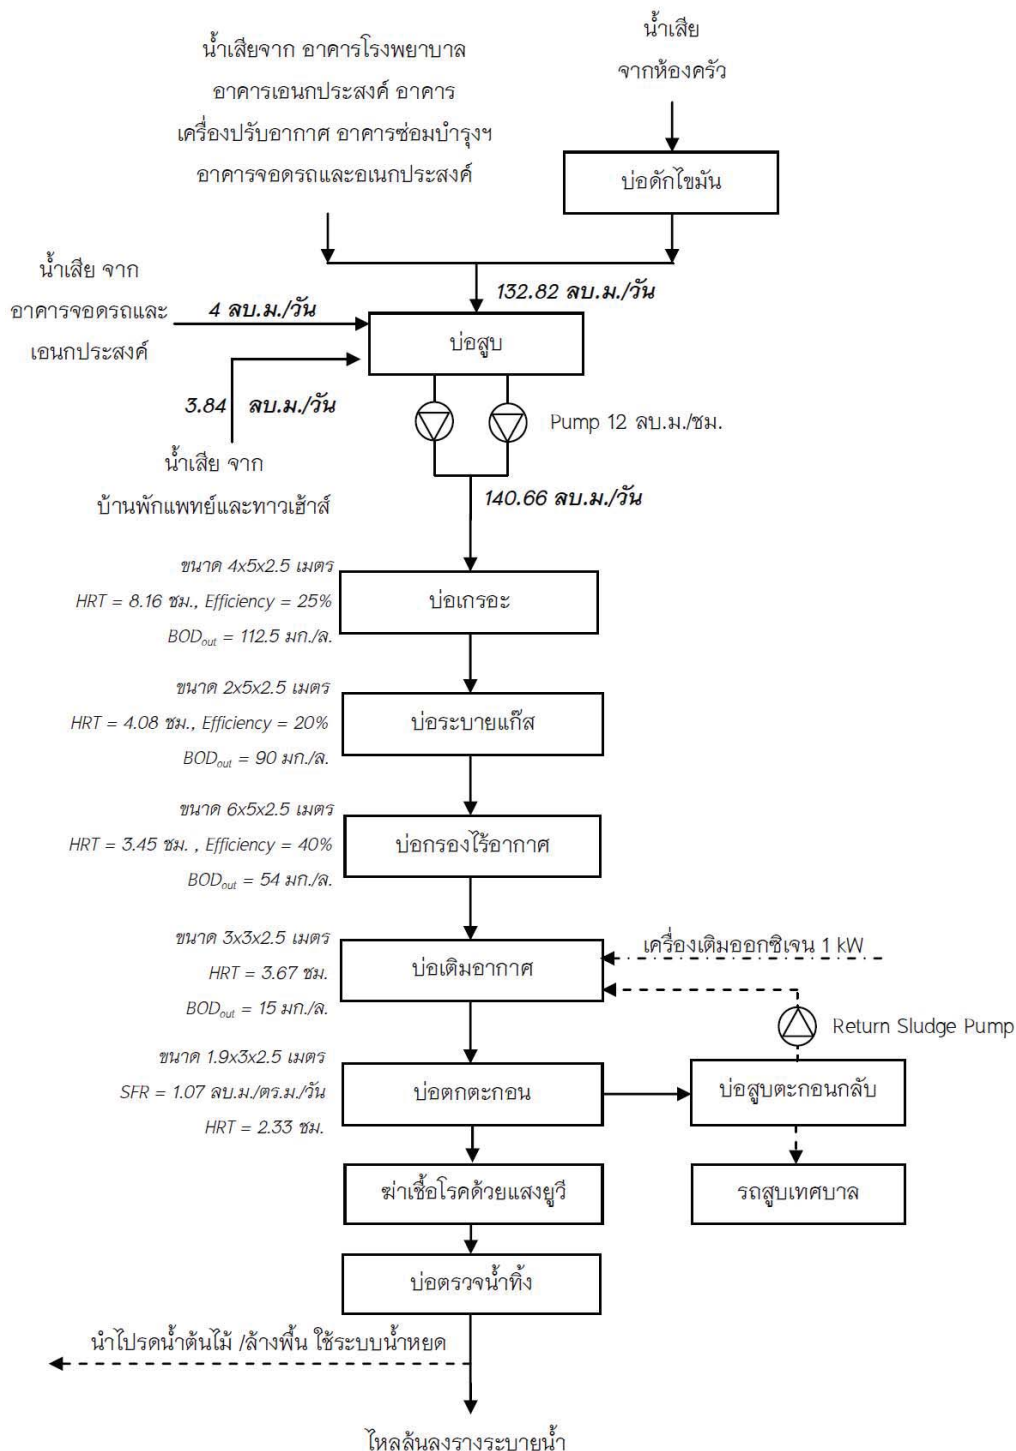 น้ำเสียจาก อาคารโรงพยาบาล
อาคารเอนกประสงค์ อาคาร
เครื่องปรับอากาศ อาคารซ่อมบำรุงฯ
อาคารจอดรถและอเนกประสงค์
น้ำเสีย
จากห้องครัว
บ่อดักไขมัน
132.82 ลบ.ม./วัน
น้ำเสีย จาก
อาคารจอดรถและ
เอนกประสงค์
4 ลบ.ม./วัน
บ่อสูบ
3.84 ลบ.ม./วัน
น้ำเสีย จาก
บ้านพักแพทย์และทาวเฮ้าส์
Pump 12 ลบ.ม./ชม.
140.66 ลบ.ม./วัน
ขนาด 4x5x2.5 เมตร
HRT = 8.16 ชม., Efficiency = 25%
BODout = 112.5 มก./ล.
บ่อเกรอะ
ขนาด 2x5x2.5 เมตร
HRT = 4.08 ชม., Efficiency = 20%
BODout = 90 มก./ล.
บ่อระบายแก๊ส
ขนาด 6x5x2.5 เมตร
HRT = 3.45 ชม. , Efficiency = 40%
BODout = 54 มก./ล.
บ่อกรองไร้อากาศ
ขนาด 3x3x2.5 เมตร
HRT = 3.67 ชม.
BODout = 15 มก./ล.
บ่อเติมอากาศ
เครื่องเติมออกซิเจน 1 kW
Return Sludge Pump
ขนาด 1.9x3x2.5 เมตร
SFR = 1.07 ลบ.ม./ตร.ม./วัน
HRT = 2.33 ชม.
บ่อตกตะกอน
บ่อสูบตะกอนกลับ
ฆ่าเชื้อโรคด้วยแสงยูวี
รถสูบเทศบาล
บ่อตรวจน้ำทิ้ง
นำไปรดน้ำต้นไม้ /ล้างพื้น ใช้ระบบน้ำหยด
ไหลล้นลงรางระบายน้ำ